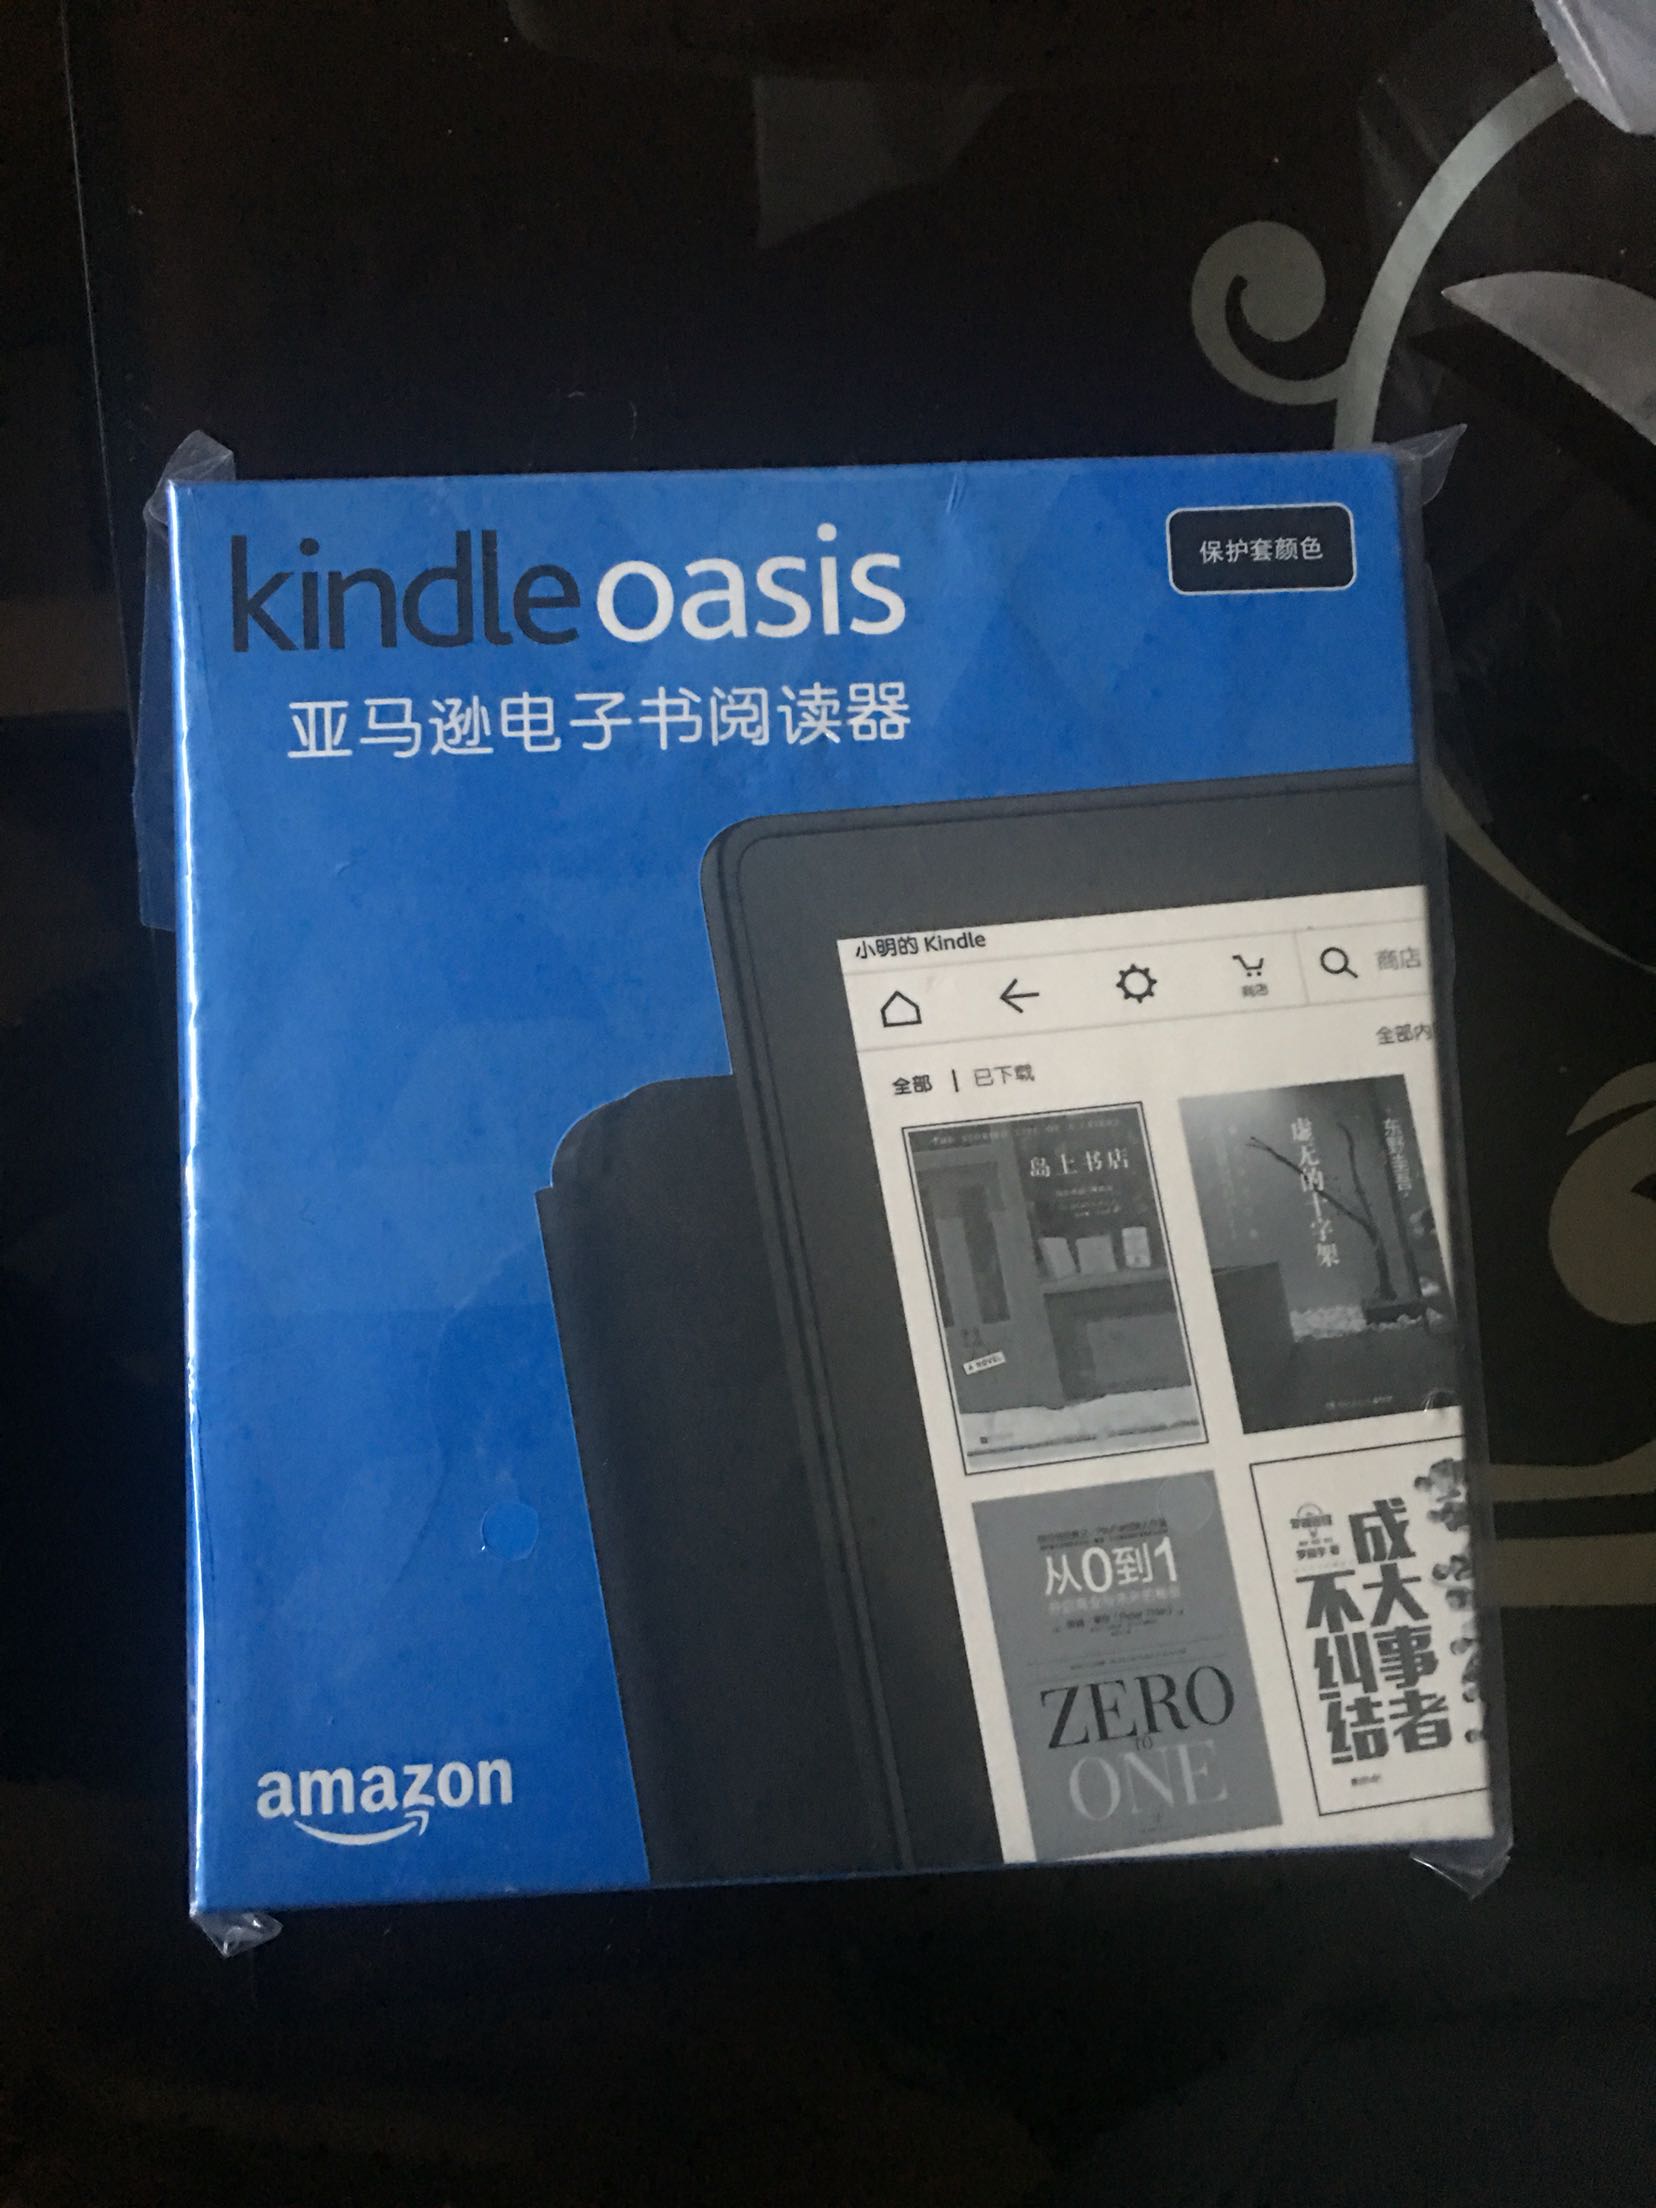 kindle oasis
保护套颜色
亚马逊电子书阅读器
小明的 Kindle
商店
商店
全部内
全部 | 已下载
岛上书店
A NOVEL
东野圭吾
虚无的十字架
从0到1
ZERO
to
ONE
成大事者
不纠结
amazon